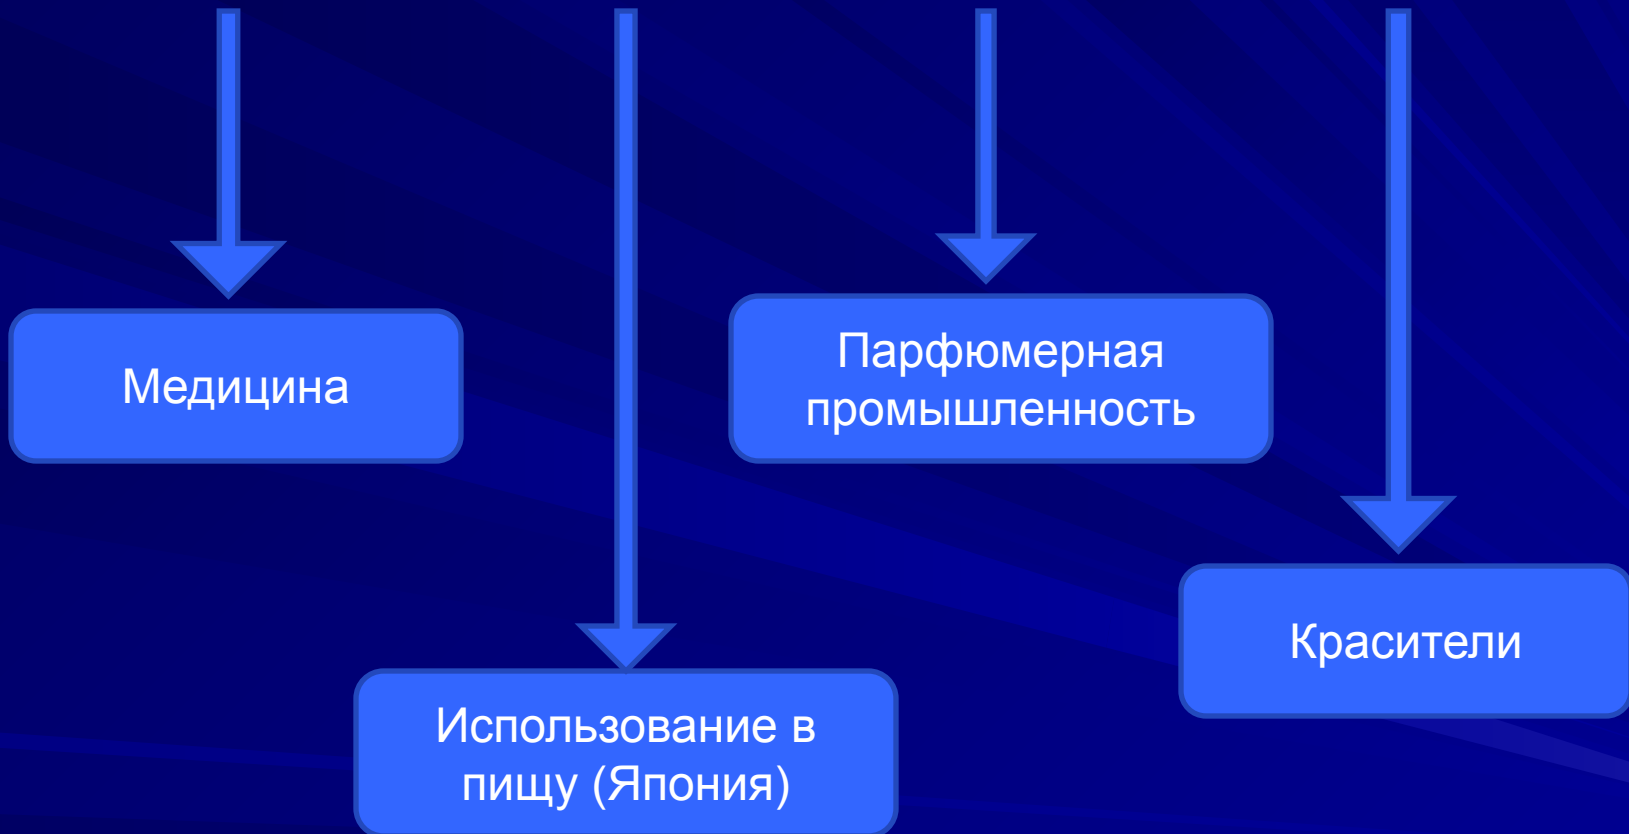 Медицина
Парфюмерная
промышленность
Красители
Использование в
пищу (Япония)